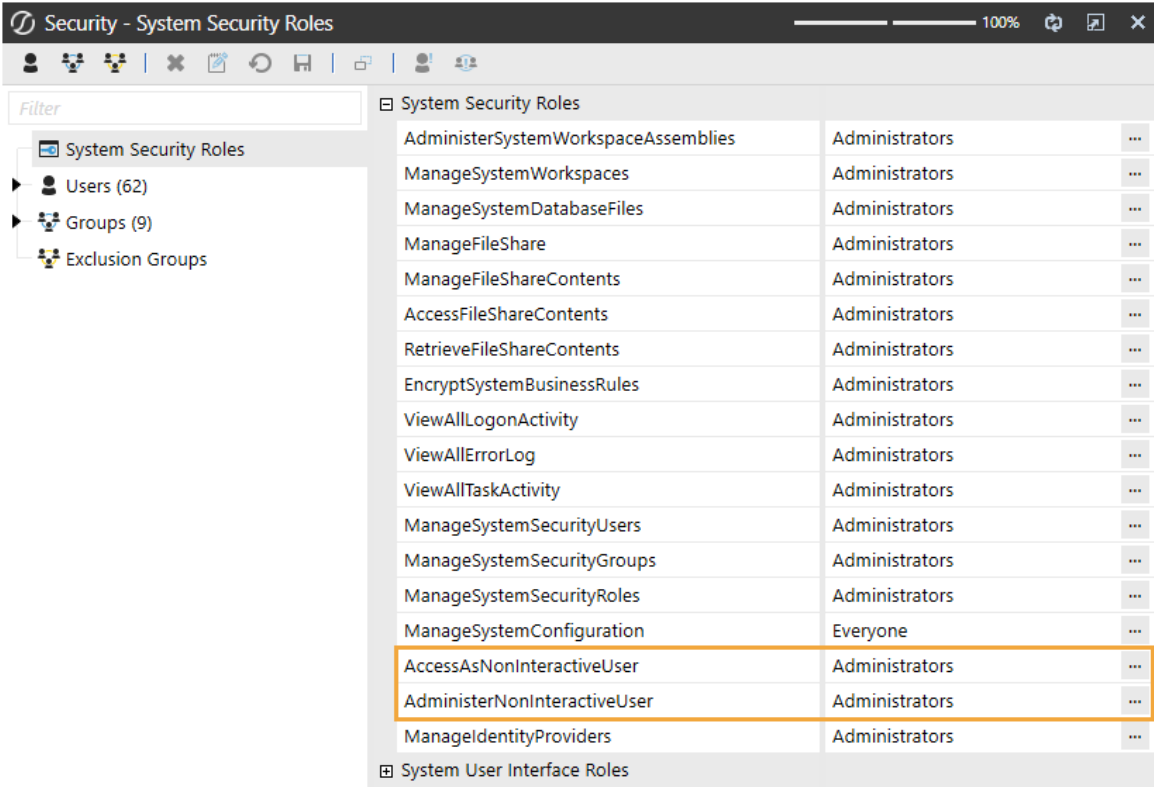 Security - System Security Roles 100%
Filter
System Security Roles
Users (62)
Groups (9)
Exclusion Groups
System Security Roles
AdministerSystemWorkspaceAssemblies Administrators ...
ManageSystemWorkspaces Administrators ...
ManageSystemDatabaseFiles Administrators ...
ManageFileShare Administrators ...
ManageFileShareContents Administrators ...
AccessFileShareContents Administrators ...
RetrieveFileShareContents Administrators ...
EncryptSystemBusinessRules Administrators ...
ViewAllLogonActivity Administrators ...
ViewAllErrorLog Administrators ...
ViewAllTaskActivity Administrators ...
ManageSystemSecurityUsers Administrators ...
ManageSystemSecurityGroups Administrators ...
ManageSystemSecurityRoles Administrators ...
ManageSystemConfiguration Everyone ...
AccessAsNonInteractiveUser Administrators ...
AdministerNonInteractiveUser Administrators ...
ManageIdentityProviders Administrators ...
System User Interface Roles